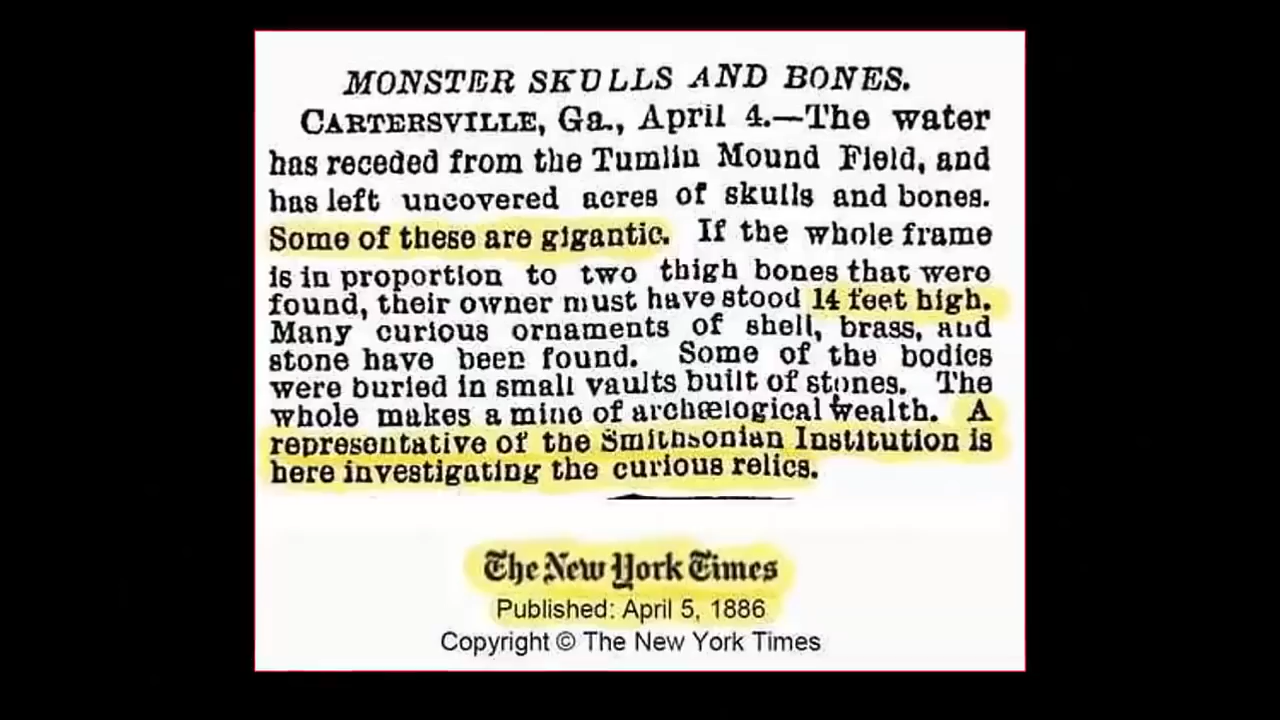 MONSTER SKULLS AND BONES.
CARTERSVILLE, Ga., April 4.—The water
has receded from the Tumlin Mound Field, and
has left uncovered acres of skulls and bones.
Some of these are gigantic. If the whole frame
is in proportion to two thigh bones that were
found, their owner must have stood 14 feet high.
Many curious ornaments of shell, brass, and
stone have been found. Some of the bodies
were buried in small vaults built of stones. The
whole makes a mine of archælogical wealth. A
representative of the Smithsonian Institution is
here investigating the curious relics.
The New York Times
Published: April 5, 1886
Copyright © The New York Times